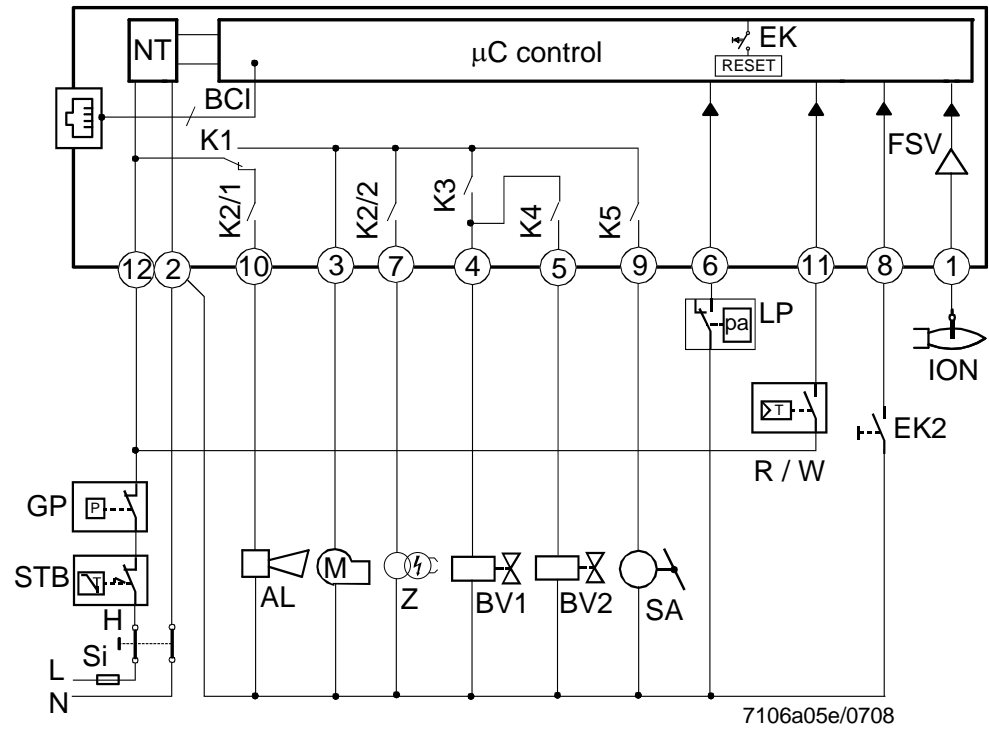 NT
μC control
EK
RESET
BCI
K1
FSV
K2/1
K2/2
K3
K4
K5
12 2 10 3 7 4 5 9 6 11 8 1
LP
pa
ION
T
EK2
R / W
GP
P
STB
T
M
AL
Z
BV1
BV2
SA
H
Si
L
N
7106a05e/0708